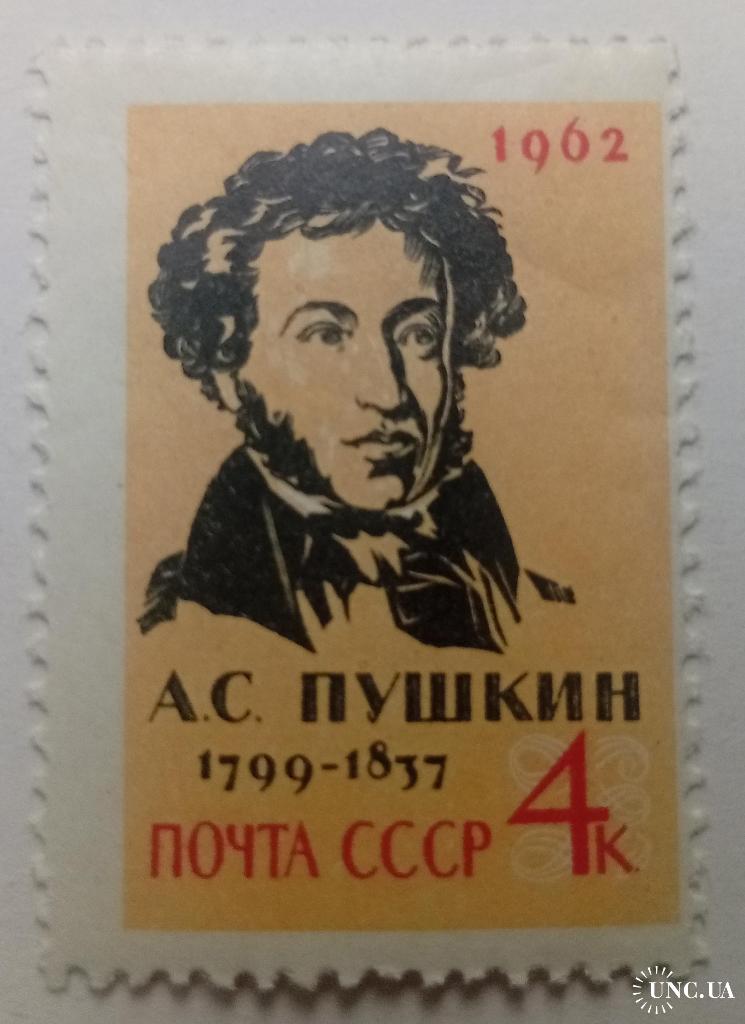 1962
А.С. ПУШКИН
1799-1837
ПОЧТА СССР 4К.
UNC.UA